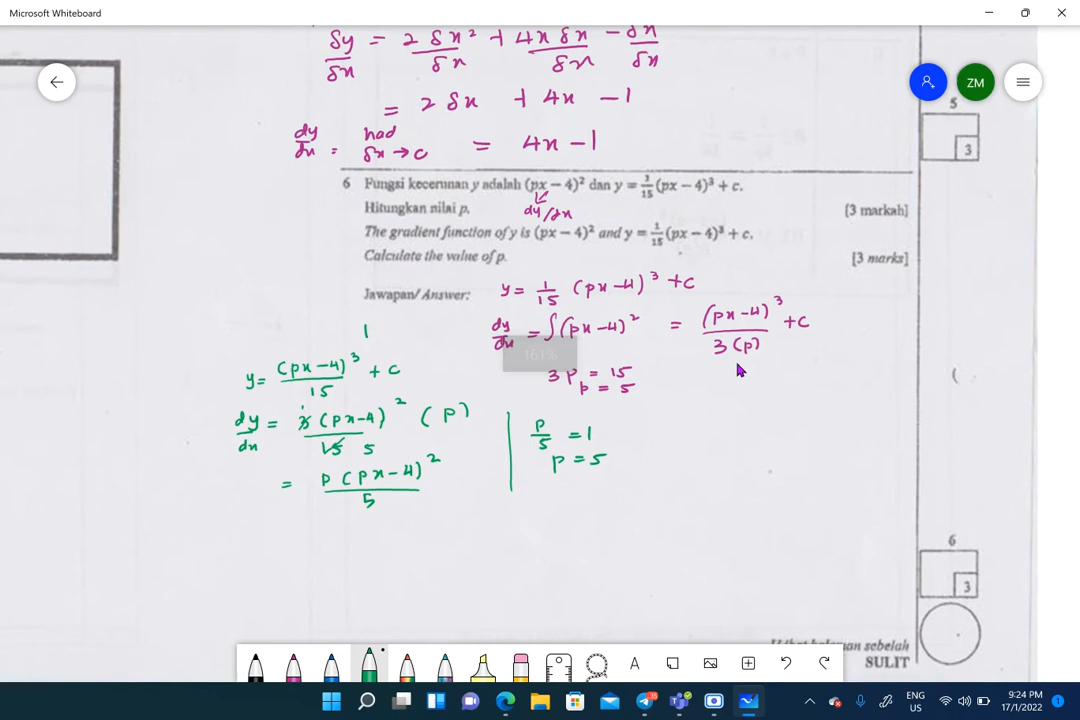 Microsoft Whiteboard
δy/δx = 2δx²/δx + 4xδx/δx − δx/δx
= 2δx + 4x − 1
dy/dx = had δx → c = 4x − 1
ZM
5
3
6 Fungsi kecerunan y adalah (px − 4)² dan y = 1/15 (px − 4)³ + c.
dy/dx
Hitungkan nilai p.
[3 markah]
The gradient function of y is (px − 4)² and y = 1/15 (px − 4)³ + c.
Calculate the value of p.
[3 marks]
Jawapan/ Answer:
y = 1/15 (px − 4)³ + c
dy/dx = ∫(px − 4)² = (px − 4)³/3(p) + c
161%
3p = 15
p = 5
1
y = (px − 4)³/15 + c
dy/dx = 3(px − 4)²/15 5 (p)
= p(px − 4)²/5
p/5 = 1
p = 5
(
6
3
sebelah
SULIT
A
35
ENG
US
9:24 PM
17/1/2022